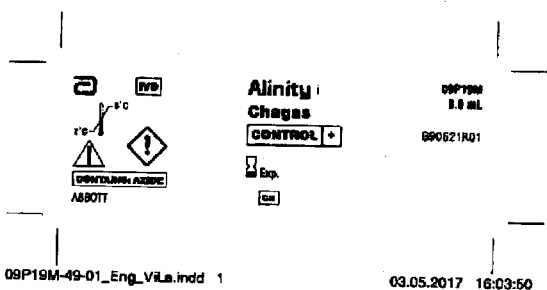 IVD
8°C
2°C
CONTAINS: AZIDE
ABBOTT
Alinity i
Chagas
CONTROL +
Exp.
09P19M
8.0 mL
G90621R01
09P19M-49-01_Eng_ViLa.indd 1
03.05.2017 16:03:50